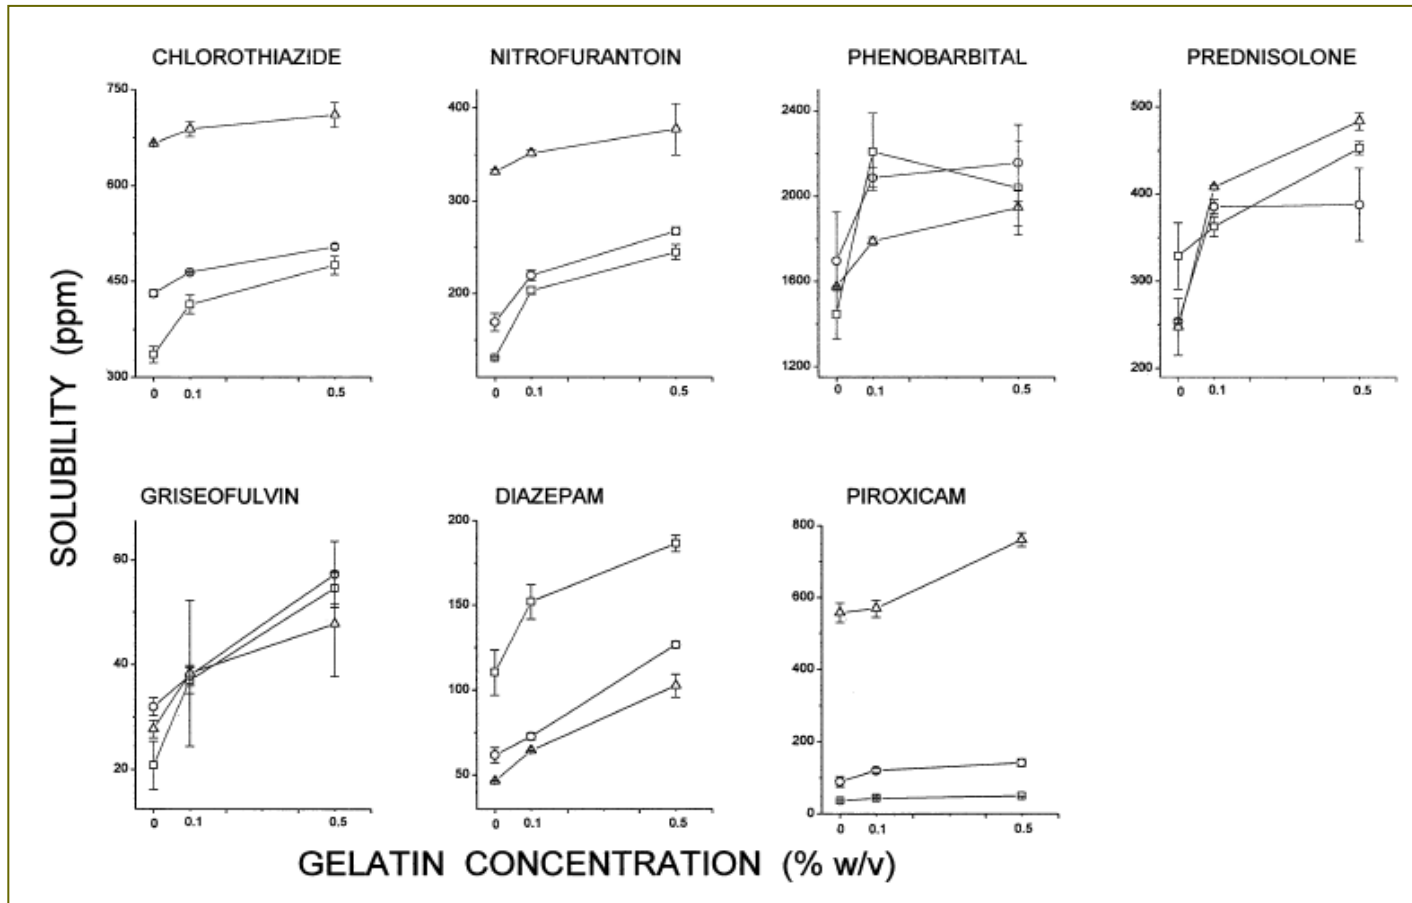 CHLOROTHIAZIDE
NITROFURANTOIN
PHENOBARBITAL
PREDNISOLONE
750
600
450
300
0 0.1 0.5
400
300
200
0 0.1 0.5
2400
2000
1600
1200
0 0.1 0.5
500
400
300
200
0 0.1 0.5
SOLUBILITY (ppm)
GRISEOFULVIN
DIAZEPAM
PIROXICAM
60
40
20
0 0.1 0.5
200
150
100
50
0 0.1 0.5
800
600
400
200
0
0 0.1 0.5
GELATIN CONCENTRATION (% w/v)